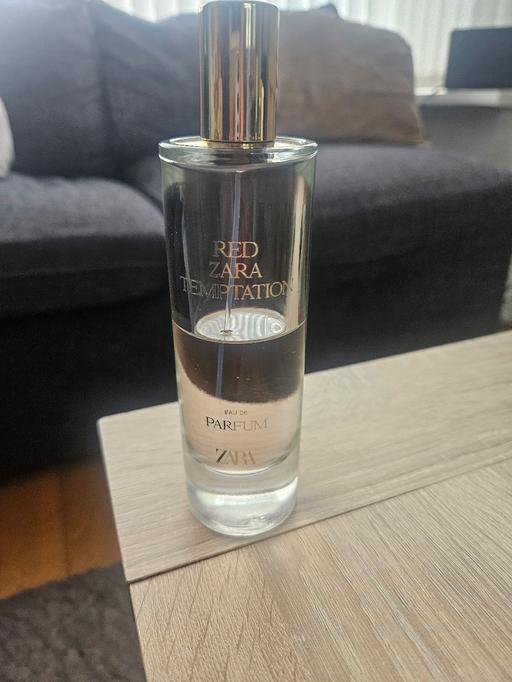 RED
ZARA
TEMPTATION
EAU DE
PARFUM
ZARA